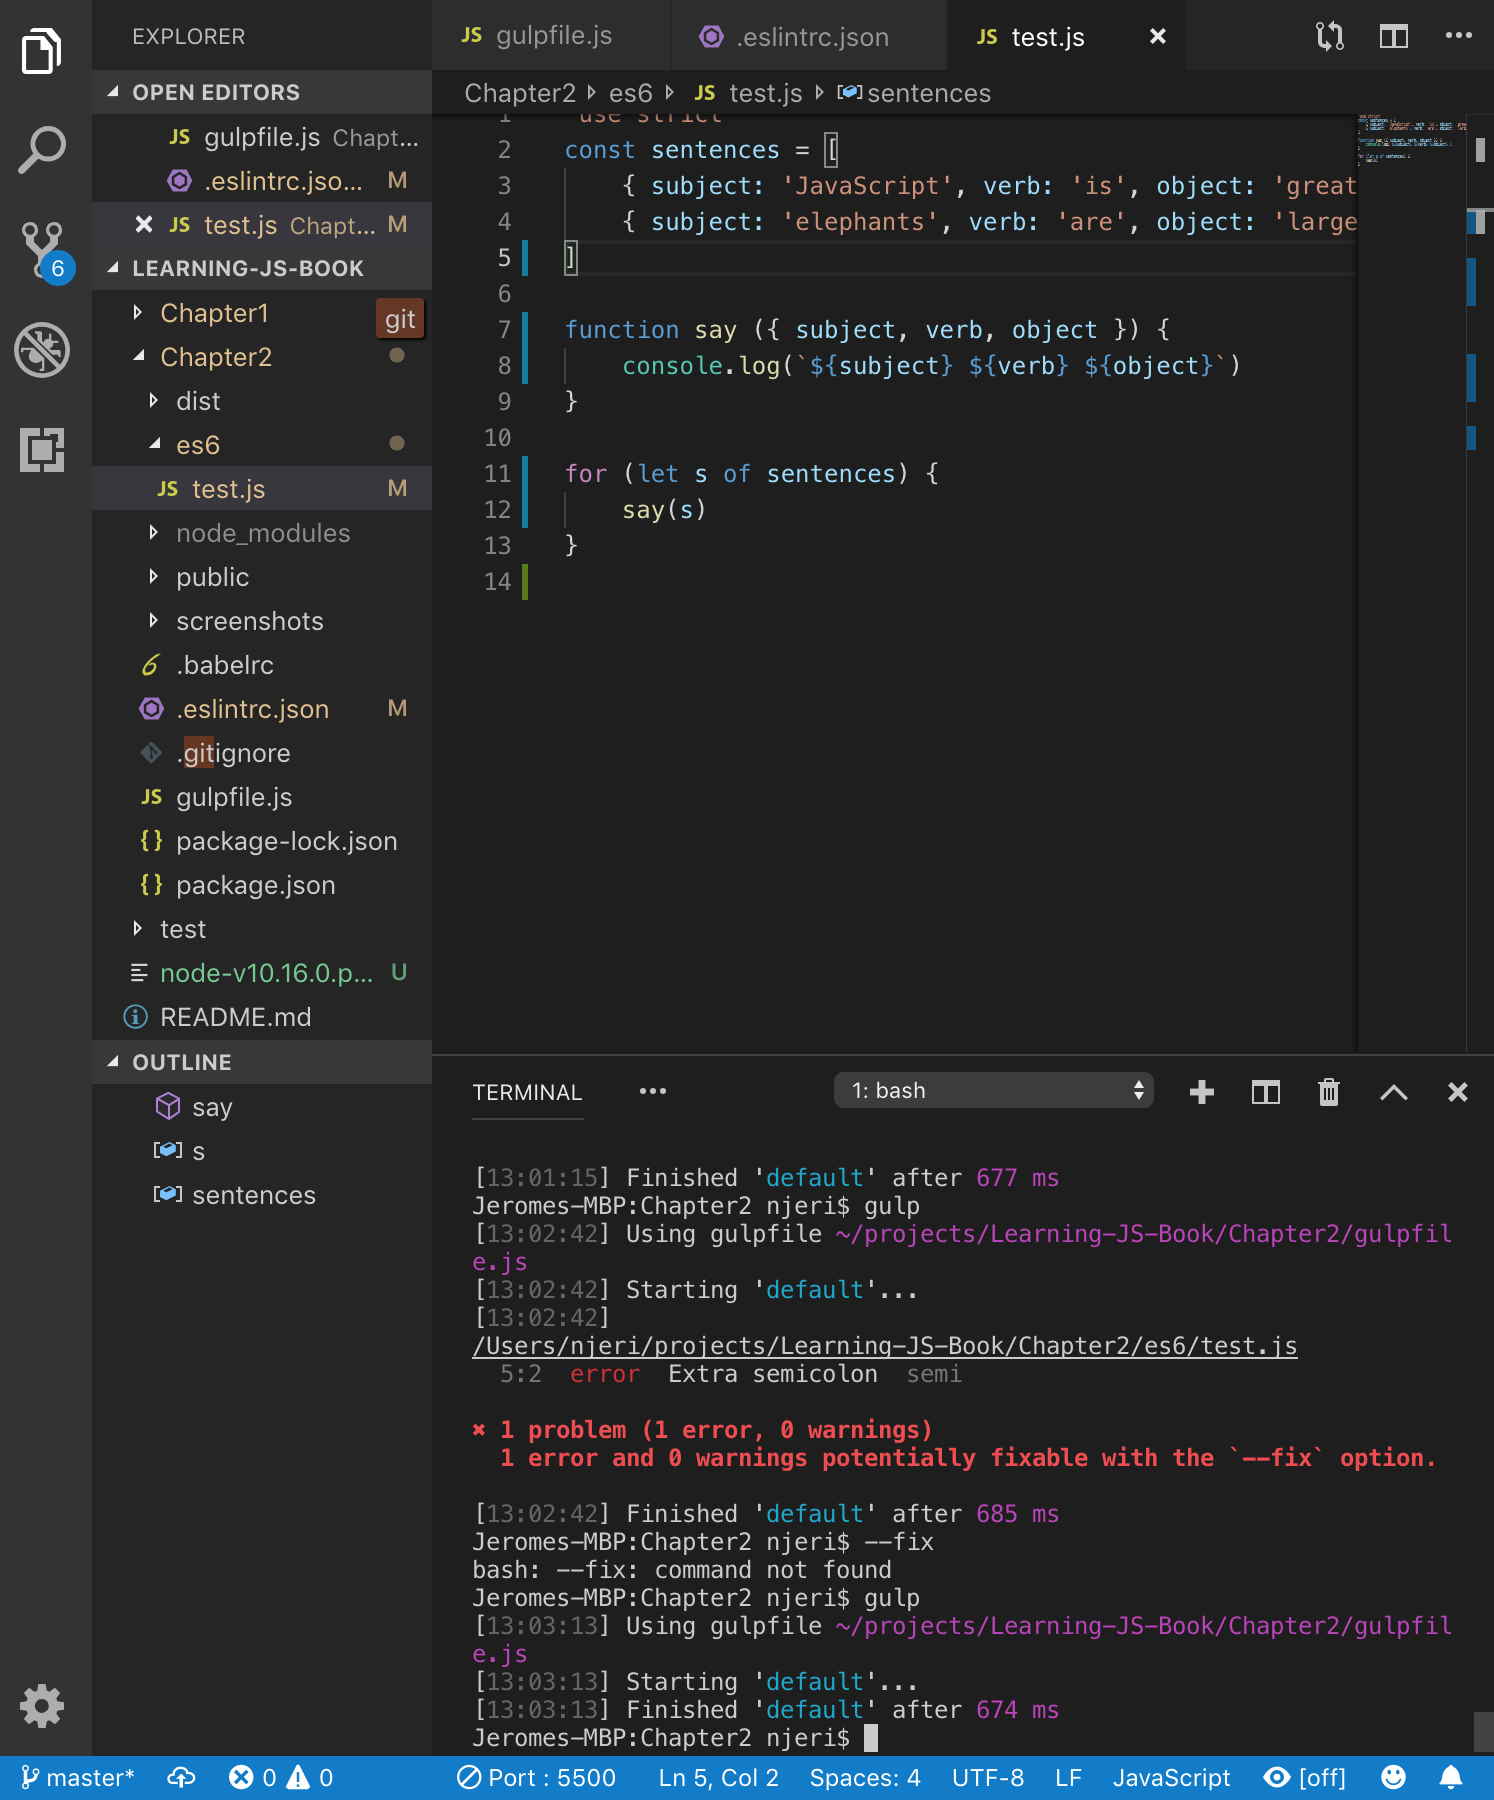 EXPLORER
OPEN EDITORS
JS gulpfile.js Chapt...
.eslintrc.jso... M
JS test.js Chapt... M
LEARNING-JS-BOOK
Chapter1
git
Chapter2
dist
es6
JS test.js M
node_modules
public
screenshots
.babelrc
.eslintrc.json M
.gitignore
JS gulpfile.js
{} package-lock.json
{} package.json
test
node-v10.16.0.p... U
README.md
OUTLINE
say
s
sentences
6
JS gulpfile.js .eslintrc.json JS test.js
Chapter2 es6 JS test.js sentences
1 'use strict'
2 const sentences = [
3 { subject: 'JavaScript', verb: 'is', object: 'great
4 { subject: 'elephants', verb: 'are', object: 'large
5 ]
6
7 function say ({ subject, verb, object }) {
8 console.log(`${subject} ${verb} ${object}`)
9 }
10
11 for (let s of sentences) {
12 say(s)
13 }
14
TERMINAL ••• 1: bash
[13:01:15] Finished 'default' after 677 ms
Jeromes-MBP:Chapter2 njeri$ gulp
[13:02:42] Using gulpfile ~/projects/Learning-JS-Book/Chapter2/gulpfil
e.js
[13:02:42] Starting 'default'...
[13:02:42]
/Users/njeri/projects/Learning-JS-Book/Chapter2/es6/test.js
5:2 error Extra semicolon semi
✖ 1 problem (1 error, 0 warnings)
1 error and 0 warnings potentially fixable with the `--fix` option.
[13:02:42] Finished 'default' after 685 ms
Jeromes-MBP:Chapter2 njeri$ --fix
bash: --fix: command not found
Jeromes-MBP:Chapter2 njeri$ gulp
[13:03:13] Using gulpfile ~/projects/Learning-JS-Book/Chapter2/gulpfil
e.js
[13:03:13] Starting 'default'...
[13:03:13] Finished 'default' after 674 ms
Jeromes-MBP:Chapter2 njeri$
master* 0 0 Port : 5500 Ln 5, Col 2 Spaces: 4 UTF-8 LF JavaScript [off]